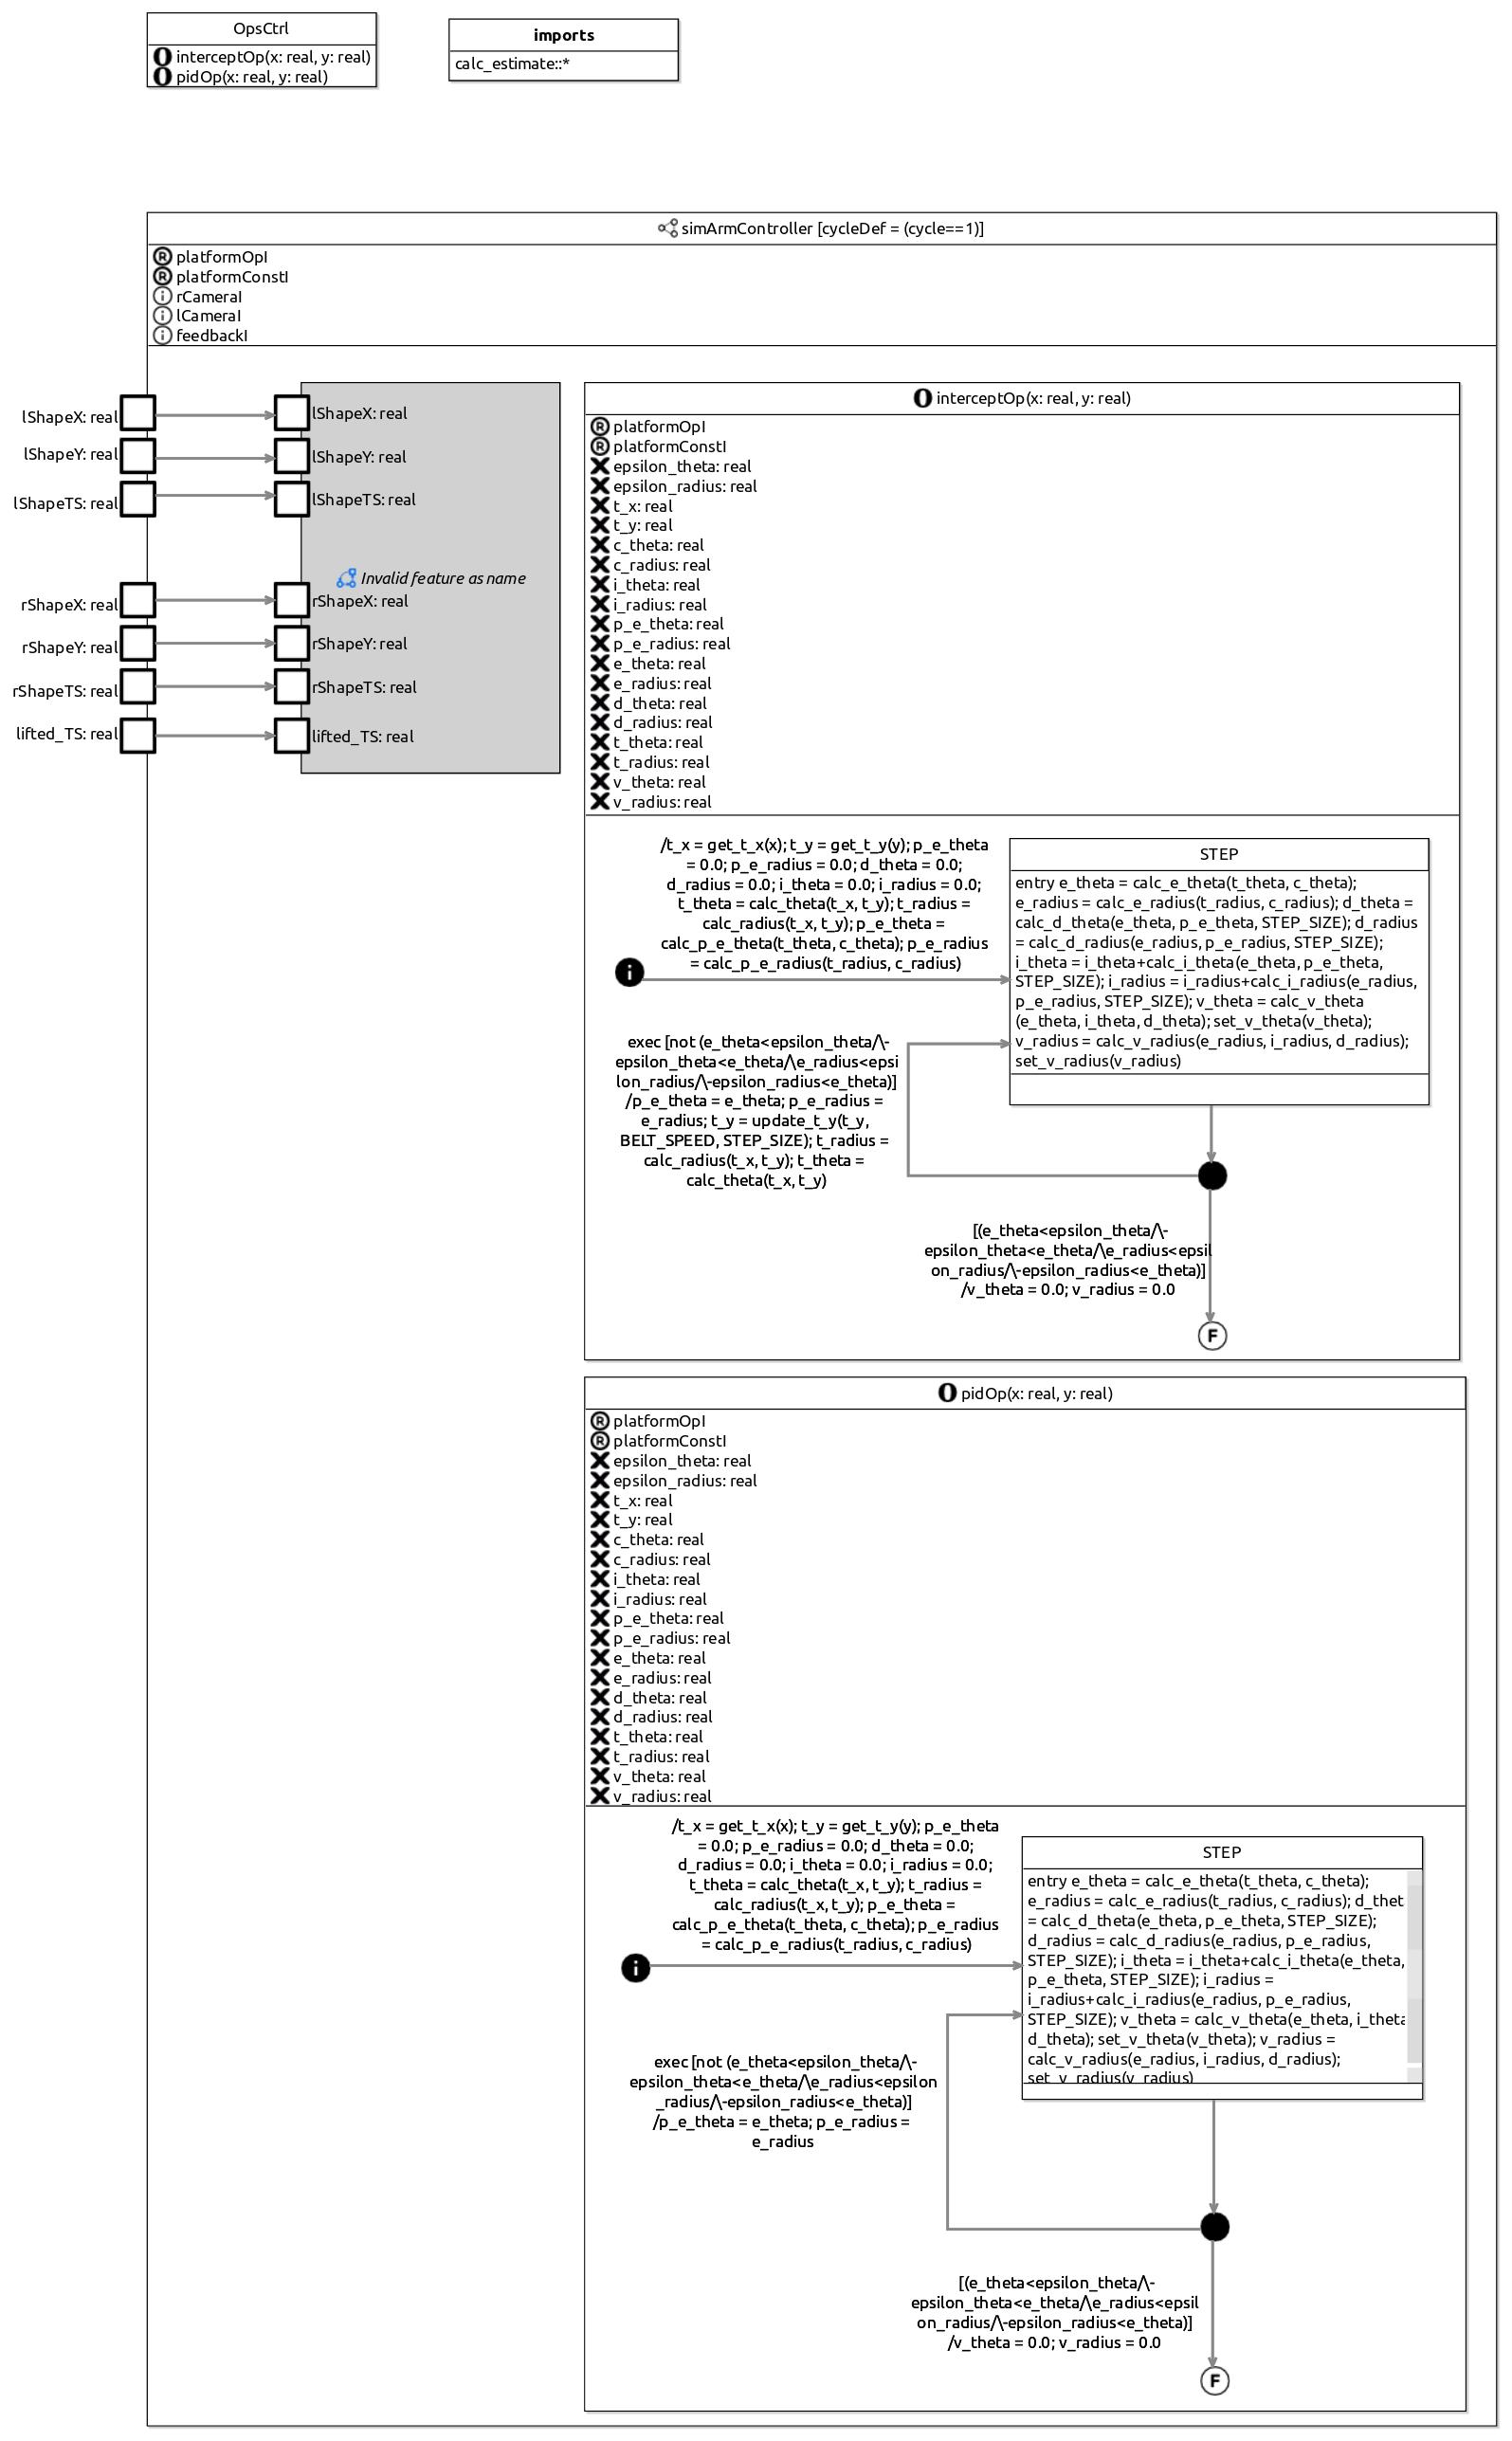 OpsCtrl
O interceptOp(x: real, y: real)
O pidOp(x: real, y: real)
imports
calc_estimate::*
simArmController [cycleDef = (cycle==1)]
R platformOpI
R platformConstI
i rCameraI
i lCameraI
i feedbackI
lShapeX: real
lShapeX: real
lShapeY: real
lShapeY: real
lShapeTS: real
lShapeTS: real
Invalid feature as name
rShapeX: real
rShapeX: real
rShapeY: real
rShapeY: real
rShapeTS: real
rShapeTS: real
lifted_TS: real
lifted_TS: real
O interceptOp(x: real, y: real)
R platformOpI
R platformConstI
X epsilon_theta: real
X epsilon_radius: real
X t_x: real
X t_y: real
X c_theta: real
X c_radius: real
X i_theta: real
X i_radius: real
X p_e_theta: real
X p_e_radius: real
X e_theta: real
X e_radius: real
X d_theta: real
X d_radius: real
X t_theta: real
X t_radius: real
X v_theta: real
X v_radius: real
/t_x = get_t_x(x); t_y = get_t_y(y); p_e_theta
= 0.0; p_e_radius = 0.0; d_theta = 0.0;
d_radius = 0.0; i_theta = 0.0; i_radius = 0.0;
t_theta = calc_theta(t_x, t_y); t_radius =
calc_radius(t_x, t_y); p_e_theta =
calc_p_e_theta(t_theta, c_theta); p_e_radius
= calc_p_e_radius(t_radius, c_radius)
i
STEP
entry e_theta = calc_e_theta(t_theta, c_theta);
e_radius = calc_e_radius(t_radius, c_radius); d_theta =
calc_d_theta(e_theta, p_e_theta, STEP_SIZE); d_radius
= calc_d_radius(e_radius, p_e_radius, STEP_SIZE);
i_theta = i_theta+calc_i_theta(e_theta, p_e_theta,
STEP_SIZE); i_radius = i_radius+calc_i_radius(e_radius,
p_e_radius, STEP_SIZE); v_theta = calc_v_theta
(e_theta, i_theta, d_theta); set_v_theta(v_theta);
v_radius = calc_v_radius(e_radius, i_radius, d_radius);
set_v_radius(v_radius)
exec [not (e_theta<epsilon_theta/\-
epsilon_theta<e_theta/\e_radius<epsi
lon_radius/\-epsilon_radius<e_theta)]
/p_e_theta = e_theta; p_e_radius =
e_radius; t_y = update_t_y(t_y,
BELT_SPEED, STEP_SIZE); t_radius =
calc_radius(t_x, t_y); t_theta =
calc_theta(t_x, t_y)
[(e_theta<epsilon_theta/\-
epsilon_theta<e_theta/\e_radius<epsil
on_radius/\-epsilon_radius<e_theta)]
/v_theta = 0.0; v_radius = 0.0
F
O pidOp(x: real, y: real)
R platformOpI
R platformConstI
X epsilon_theta: real
X epsilon_radius: real
X t_x: real
X t_y: real
X c_theta: real
X c_radius: real
X i_theta: real
X i_radius: real
X p_e_theta: real
X p_e_radius: real
X e_theta: real
X e_radius: real
X d_theta: real
X d_radius: real
X t_theta: real
X t_radius: real
X v_theta: real
X v_radius: real
/t_x = get_t_x(x); t_y = get_t_y(y); p_e_theta
= 0.0; p_e_radius = 0.0; d_theta = 0.0;
d_radius = 0.0; i_theta = 0.0; i_radius = 0.0;
t_theta = calc_theta(t_x, t_y); t_radius =
calc_radius(t_x, t_y); p_e_theta =
calc_p_e_theta(t_theta, c_theta); p_e_radius
= calc_p_e_radius(t_radius, c_radius)
i
STEP
entry e_theta = calc_e_theta(t_theta, c_theta);
e_radius = calc_e_radius(t_radius, c_radius); d_thet
= calc_d_theta(e_theta, p_e_theta, STEP_SIZE);
d_radius = calc_d_radius(e_radius, p_e_radius,
STEP_SIZE); i_theta = i_theta+calc_i_theta(e_theta,
p_e_theta, STEP_SIZE); i_radius =
i_radius+calc_i_radius(e_radius, p_e_radius,
STEP_SIZE); v_theta = calc_v_theta(e_theta, i_theta
d_theta); set_v_theta(v_theta); v_radius =
calc_v_radius(e_radius, i_radius, d_radius);
set_v_radius(v_radius)
exec [not (e_theta<epsilon_theta/\-
epsilon_theta<e_theta/\e_radius<epsilon
_radius/\-epsilon_radius<e_theta)]
/p_e_theta = e_theta; p_e_radius =
e_radius
[(e_theta<epsilon_theta/\-
epsilon_theta<e_theta/\e_radius<epsil
on_radius/\-epsilon_radius<e_theta)]
/v_theta = 0.0; v_radius = 0.0
F